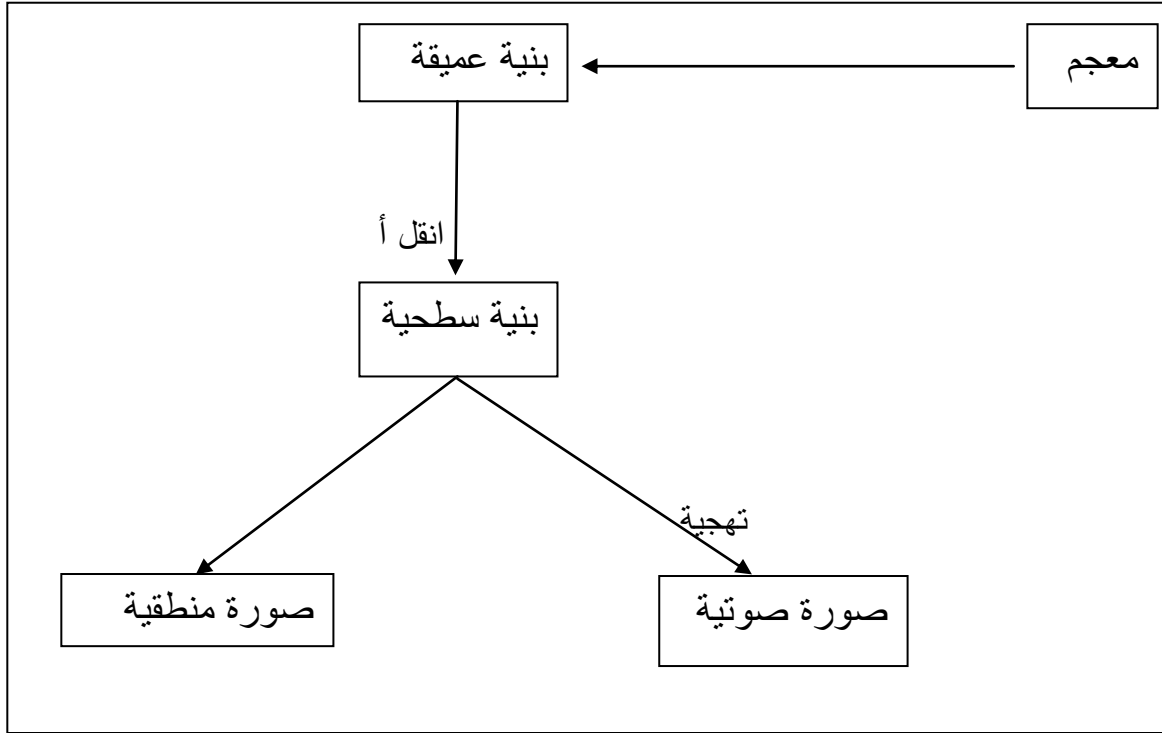 معجم
بنية عميقة
انقل أ
بنية سطحية
تهجية
صورة صوتية
صورة منطقية